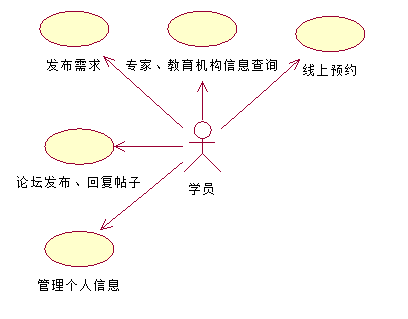 发布需求
专家、教育机构信息查询
线上预约
论坛发布、回复帖子
学员
管理个人信息